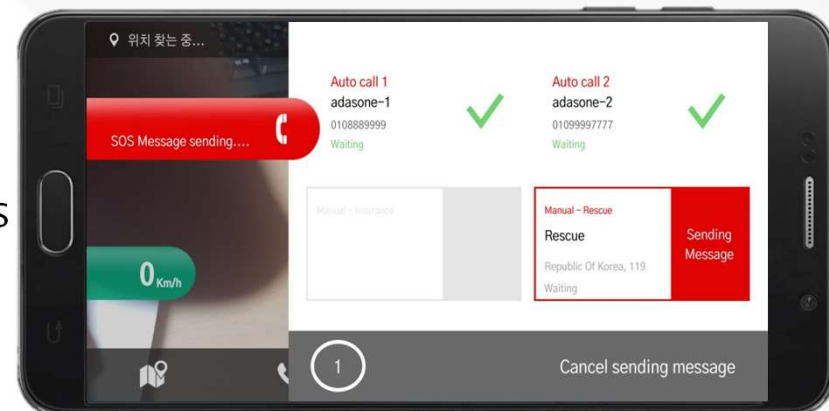 위치 찾는 중...
SOS Message sending....
0 Km/h
Auto call 1
adasone-1
0108889999
Waiting
Auto call 2
adasone-2
01099997777
Waiting
Manual - Insurance
Manual - Rescue
Rescue
Republic Of Korea, 119
Waiting
Sending
Message
1
Cancel sending message
S